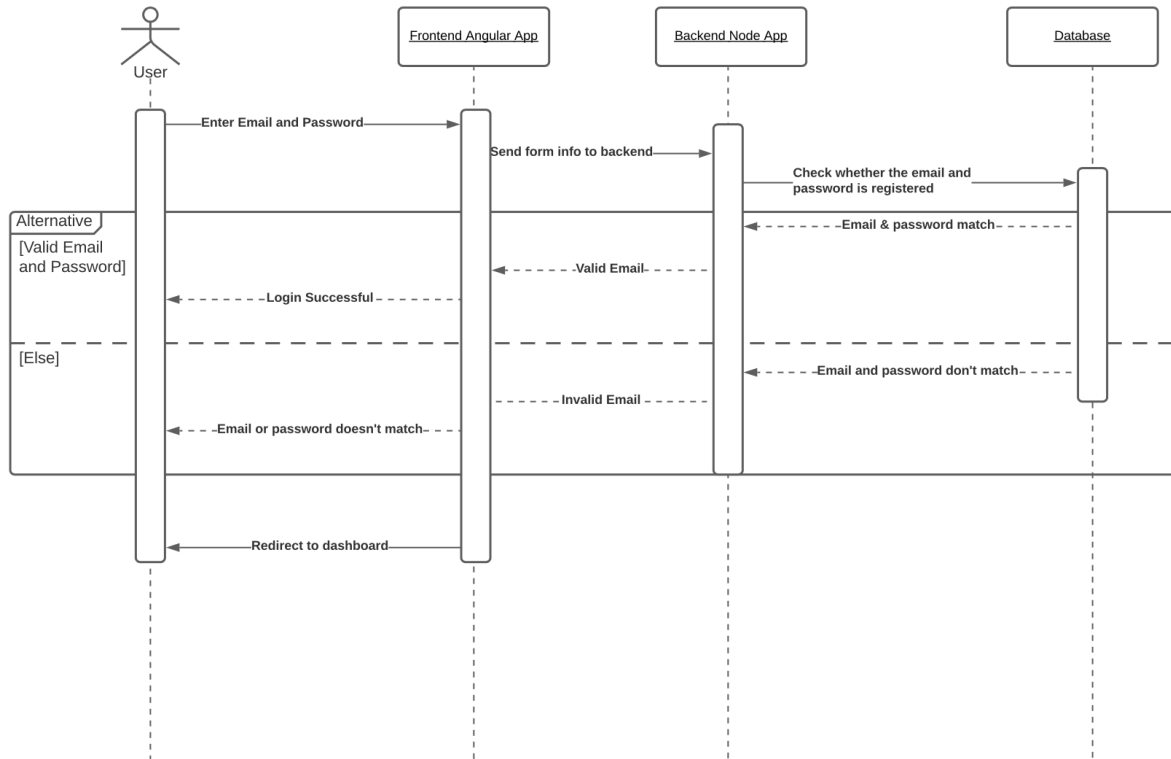 Frontend Angular App
Backend Node App
Database
User
Enter Email and Password
Send form info to backend
Check whether the email and
password is registered
Alternative
[Valid Email
and Password]
Email & password match
Valid Email
Login Successful
[Else]
Email and password don't match
Invalid Email
Email or password doesn't match
Redirect to dashboard